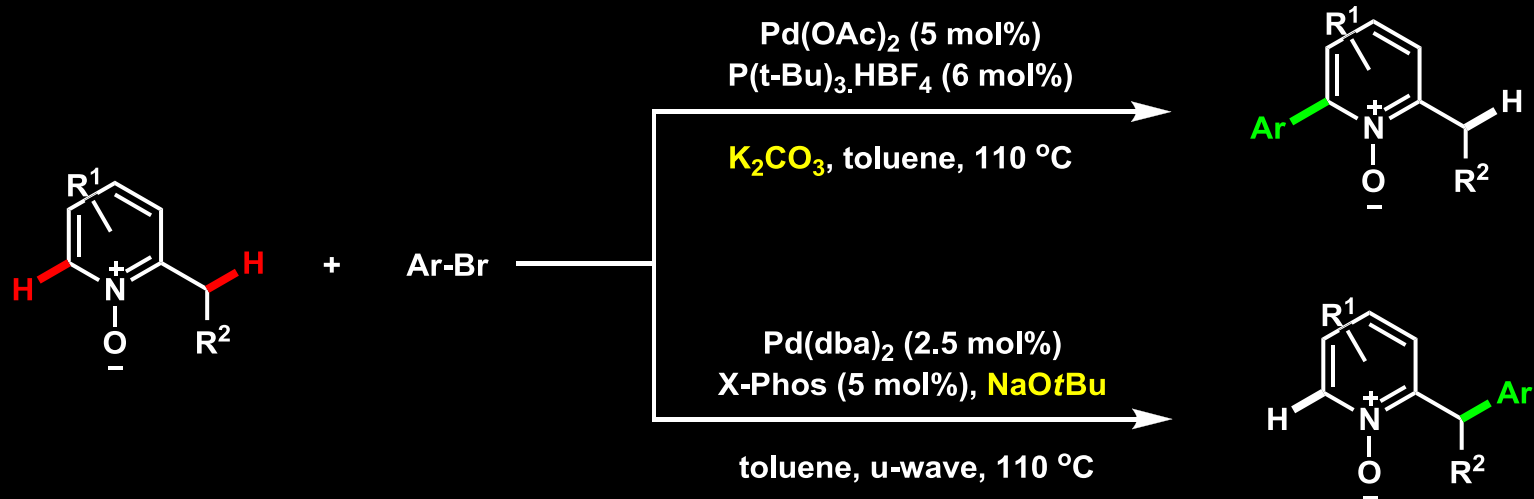 R¹
H
H
N
+
O
−
R²
+
Ar-Br
Pd(OAc)₂ (5 mol%)
P(t-Bu)₃.HBF₄ (6 mol%)
K₂CO₃, toluene, 110 °C
R¹
Ar
N
+
H
O
−
R²
Pd(dba)₂ (2.5 mol%)
X-Phos (5 mol%), NaOtBu
toluene, u-wave, 110 °C
R¹
Ar
H
N
+
O
−
R²